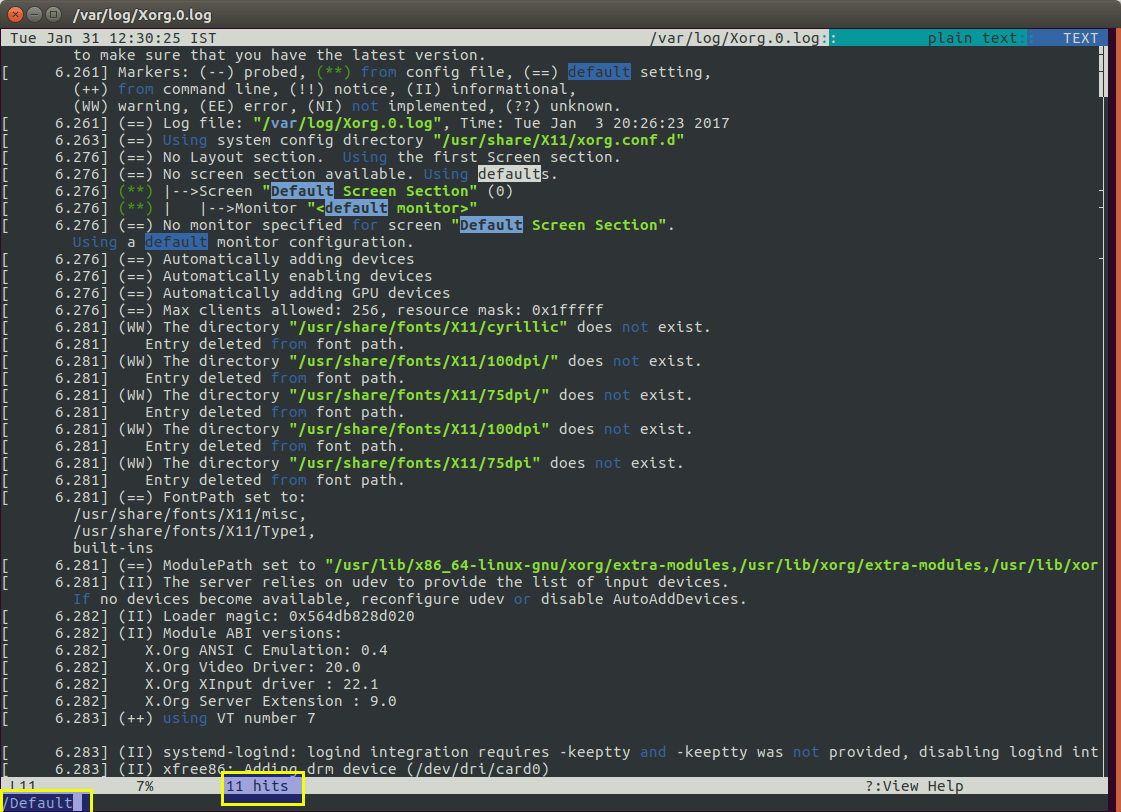 /var/log/Xorg.0.log
Tue Jan 31 12:30:25 IST /var/log/Xorg.0.log:: plain text:: TEXT
to make sure that you have the latest version.
[ 6.261] Markers: (--) probed, (**) from config file, (==) default setting,
(++) from command line, (!!) notice, (II) informational,
(WW) warning, (EE) error, (NI) not implemented, (??) unknown.
[ 6.261] (==) Log file: "/var/log/Xorg.0.log", Time: Tue Jan  3 20:26:23 2017
[ 6.263] (==) Using system config directory "/usr/share/X11/xorg.conf.d"
[ 6.276] (==) No Layout section.  Using the first Screen section.
[ 6.276] (==) No screen section available. Using defaults.
[ 6.276] (**) |-->Screen "Default Screen Section" (0)
[ 6.276] (**) |   |-->Monitor "<default monitor>"
[ 6.276] (==) No monitor specified for screen "Default Screen Section".
Using a default monitor configuration.
[ 6.276] (==) Automatically adding devices
[ 6.276] (==) Automatically enabling devices
[ 6.276] (==) Automatically adding GPU devices
[ 6.276] (==) Max clients allowed: 256, resource mask: 0x1fffff
[ 6.281] (WW) The directory "/usr/share/fonts/X11/cyrillic" does not exist.
[ 6.281]    Entry deleted from font path.
[ 6.281] (WW) The directory "/usr/share/fonts/X11/100dpi/" does not exist.
[ 6.281]    Entry deleted from font path.
[ 6.281] (WW) The directory "/usr/share/fonts/X11/75dpi/" does not exist.
[ 6.281]    Entry deleted from font path.
[ 6.281] (WW) The directory "/usr/share/fonts/X11/100dpi" does not exist.
[ 6.281]    Entry deleted from font path.
[ 6.281] (WW) The directory "/usr/share/fonts/X11/75dpi" does not exist.
[ 6.281]    Entry deleted from font path.
[ 6.281] (==) FontPath set to:
/usr/share/fonts/X11/misc,
/usr/share/fonts/X11/Type1,
built-ins
[ 6.281] (==) ModulePath set to "/usr/lib/x86_64-linux-gnu/xorg/extra-modules,/usr/lib/xorg/extra-modules,/usr/lib/xor
[ 6.281] (II) The server relies on udev to provide the list of input devices.
If no devices become available, reconfigure udev or disable AutoAddDevices.
[ 6.282] (II) Loader magic: 0x564db828d020
[ 6.282] (II) Module ABI versions:
[ 6.282]    X.Org ANSI C Emulation: 0.4
[ 6.282]    X.Org Video Driver: 20.0
[ 6.282]    X.Org XInput driver : 22.1
[ 6.282]    X.Org Server Extension : 9.0
[ 6.283] (++) using VT number 7
[ 6.283] (II) systemd-logind: logind integration requires -keeptty and -keeptty was not provided, disabling logind int
[ 6.283] (II) xfree86: Adding drm device (/dev/dri/card0)
L11 7% 11 hits ?:View Help
/Default